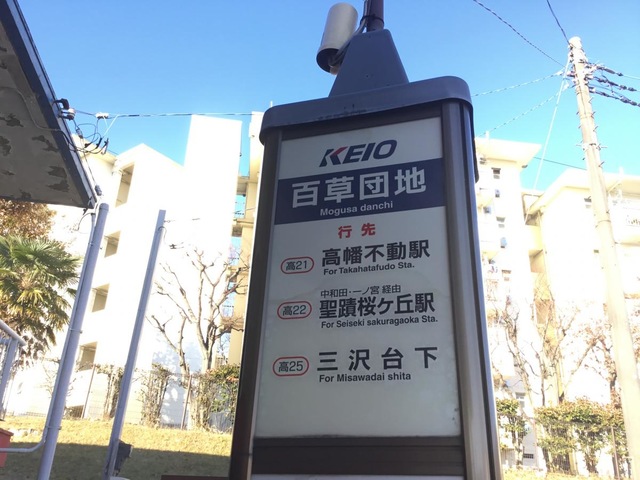 KEIO
百草団地
Mogusa danchi
行先
高21 高幡不動駅
For Takahatafudo Sta.
中和田・一ノ宮 経由
高22 聖蹟桜ヶ丘駅
For Seiseki sakuragaoka Sta.
高25 三沢台下
For Misawadai shita